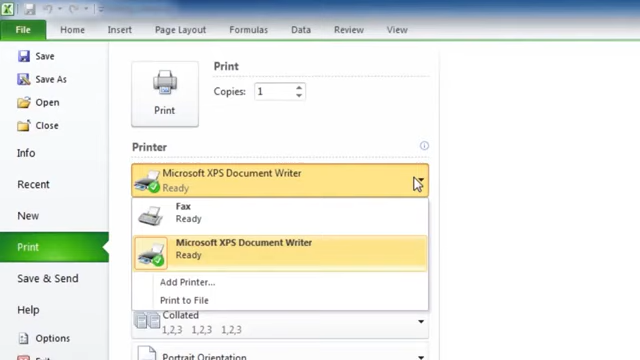 File Home Insert Page Layout Formulas Data Review View
Save
Save As
Open
Close
Info
Recent
New
Print
Save & Send
Help
Options
Print
Print
Copies: 1
Printer
Microsoft XPS Document Writer
Ready
Fax
Ready
Microsoft XPS Document Writer
Ready
Add Printer...
Print to File
Collated
1,2,3 1,2,3 1,2,3
Portrait Orientation